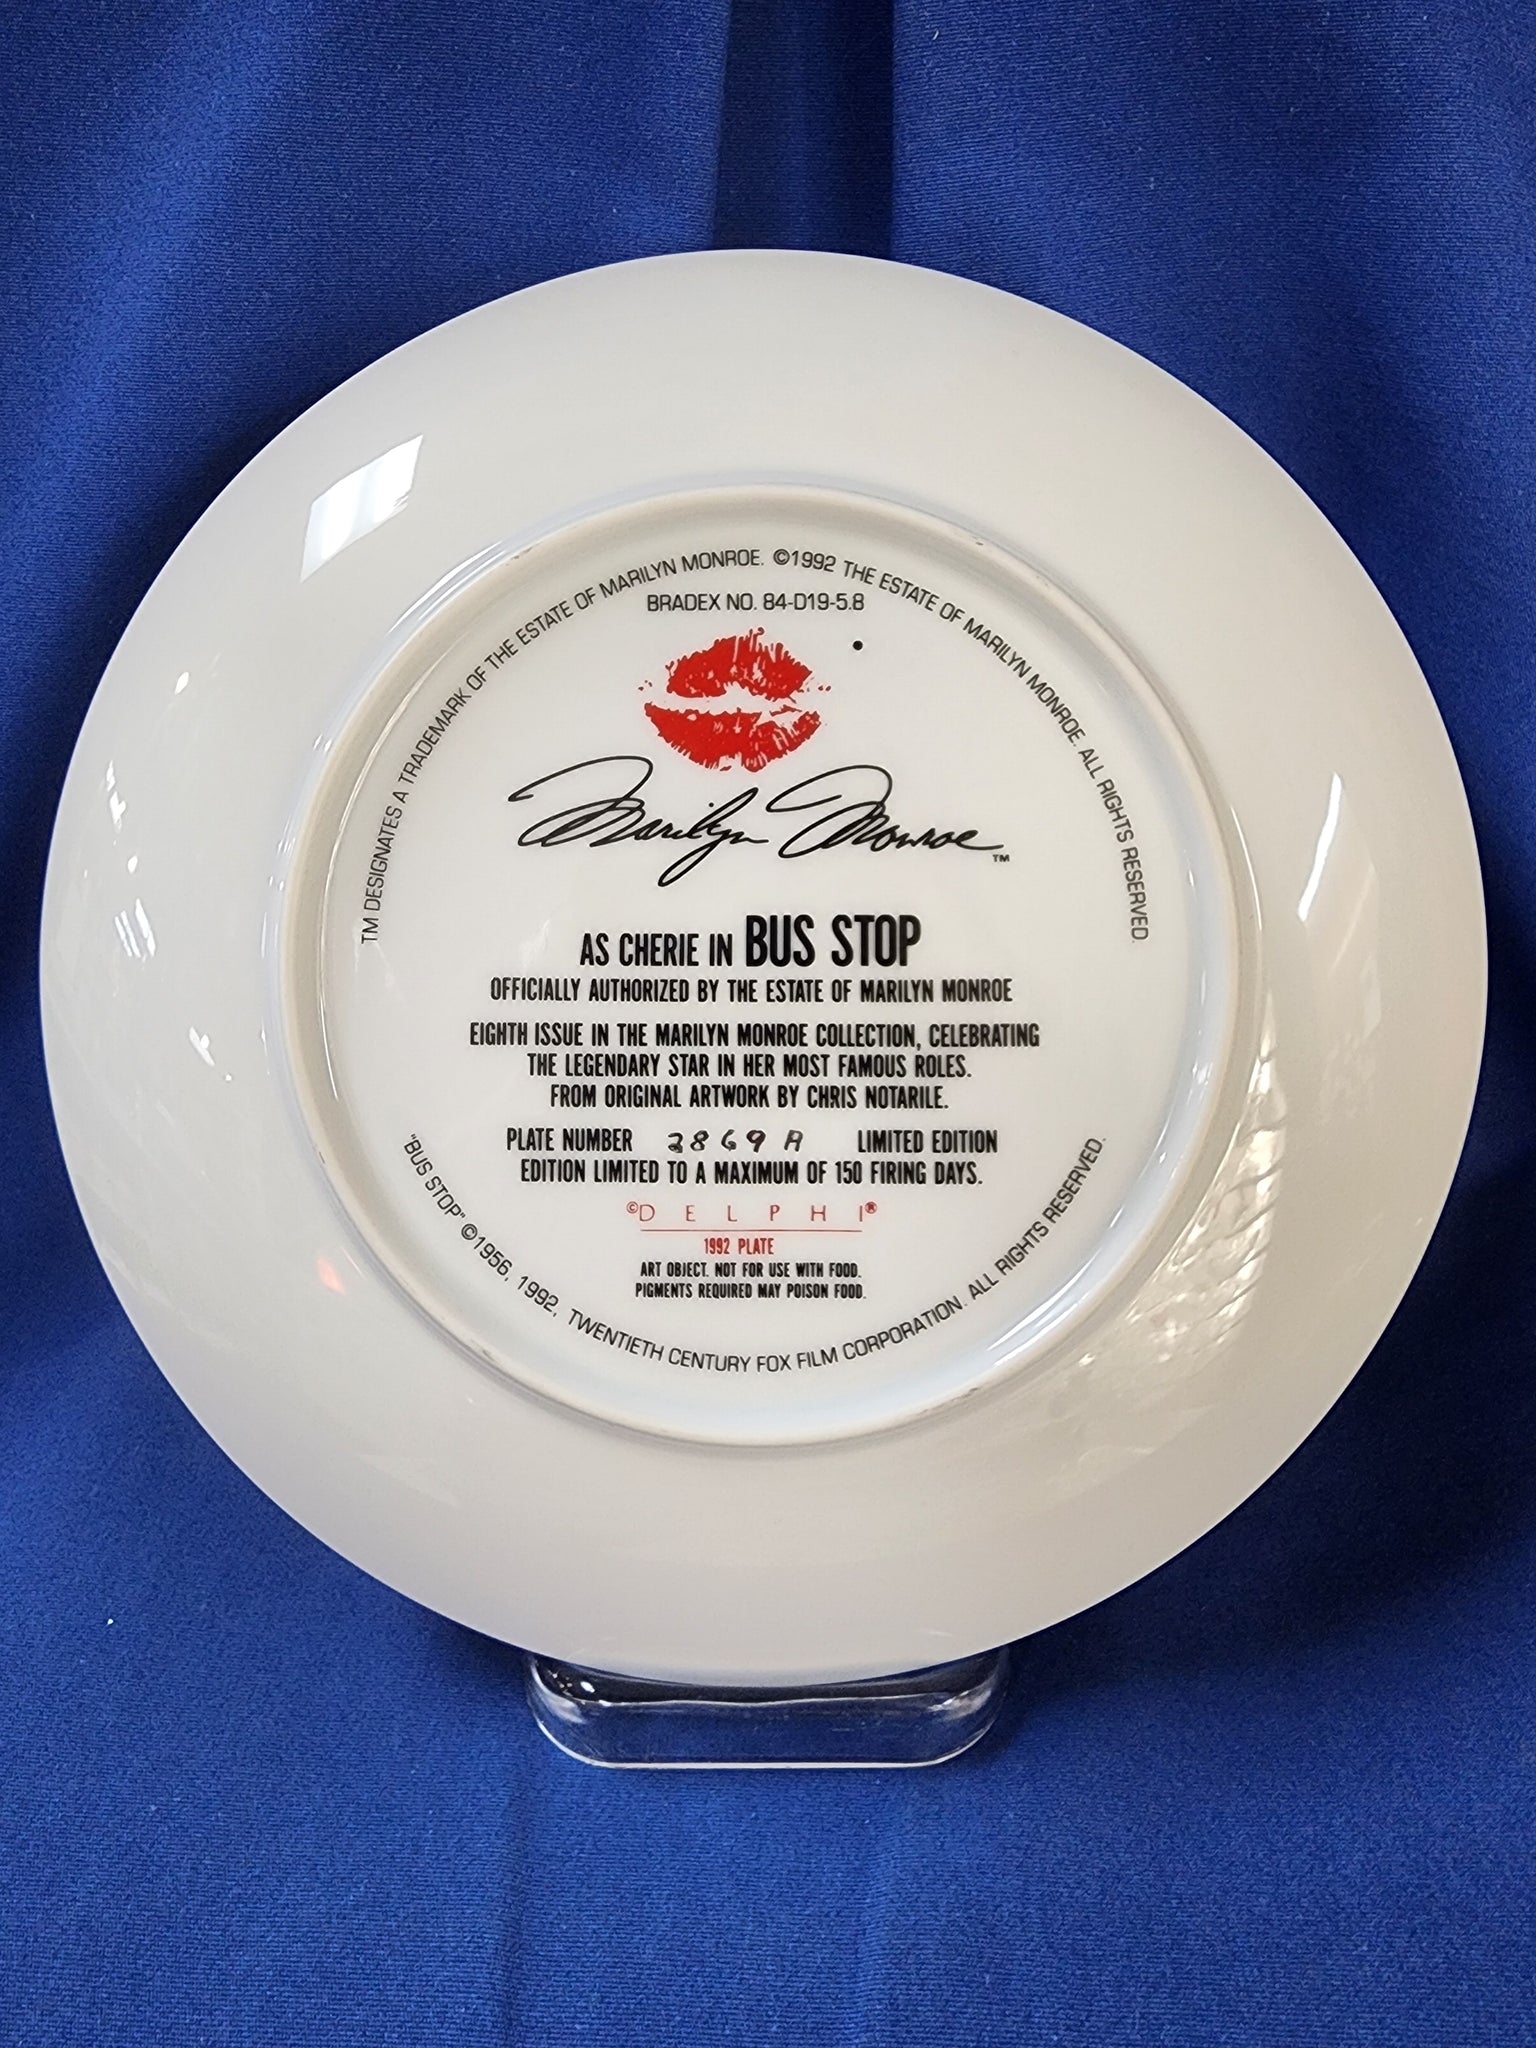 TM DESIGNATES A TRADEMARK OF THE ESTATE OF MARILYN MONROE. ©1992 THE ESTATE OF MARILYN MONROE. ALL RIGHTS RESERVED.
BRADEX NO. 84-D19-5.8
Marilyn Monroe™
AS CHERIE IN BUS STOP
OFFICIALLY AUTHORIZED BY THE ESTATE OF MARILYN MONROE
EIGHTH ISSUE IN THE MARILYN MONROE COLLECTION, CELEBRATING
THE LEGENDARY STAR IN HER MOST FAMOUS ROLES.
FROM ORIGINAL ARTWORK BY CHRIS NOTARILE.
PLATE NUMBER 2869 A LIMITED EDITION
EDITION LIMITED TO A MAXIMUM OF 150 FIRING DAYS.
©DELPHI®
1992 PLATE
ART OBJECT. NOT FOR USE WITH FOOD.
PIGMENTS REQUIRED MAY POISON FOOD.
"BUS STOP" ©1956, 1992, TWENTIETH CENTURY FOX FILM CORPORATION. ALL RIGHTS RESERVED.